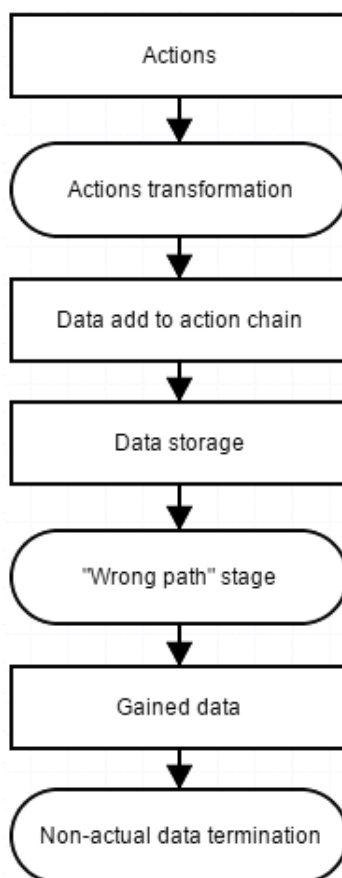 Actions
Actions transformation
Data add to action chain
Data storage
"Wrong path" stage
Gained data
Non-actual data termination